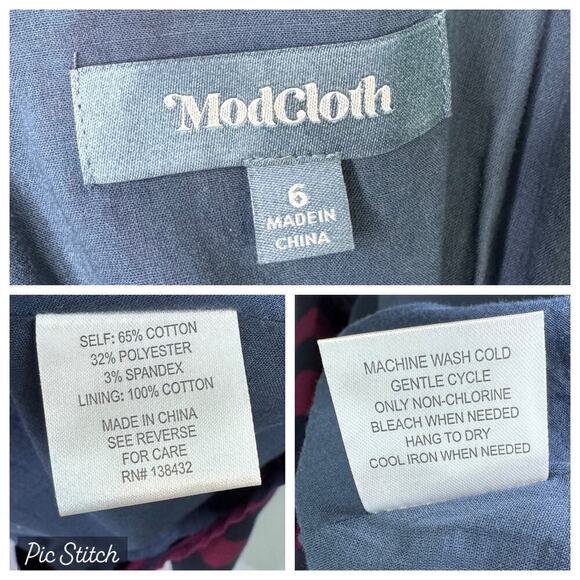 ModCloth
6
MADE IN
CHINA
SELF: 65% COTTON
32% POLYESTER
3% SPANDEX
LINING: 100% COTTON
MADE IN CHINA
SEE REVERSE
FOR CARE
RN# 138432
MACHINE WASH COLD
GENTLE CYCLE
ONLY NON-CHLORINE
BLEACH WHEN NEEDED
HANG TO DRY
COOL IRON WHEN NEEDED
Pic Stitch